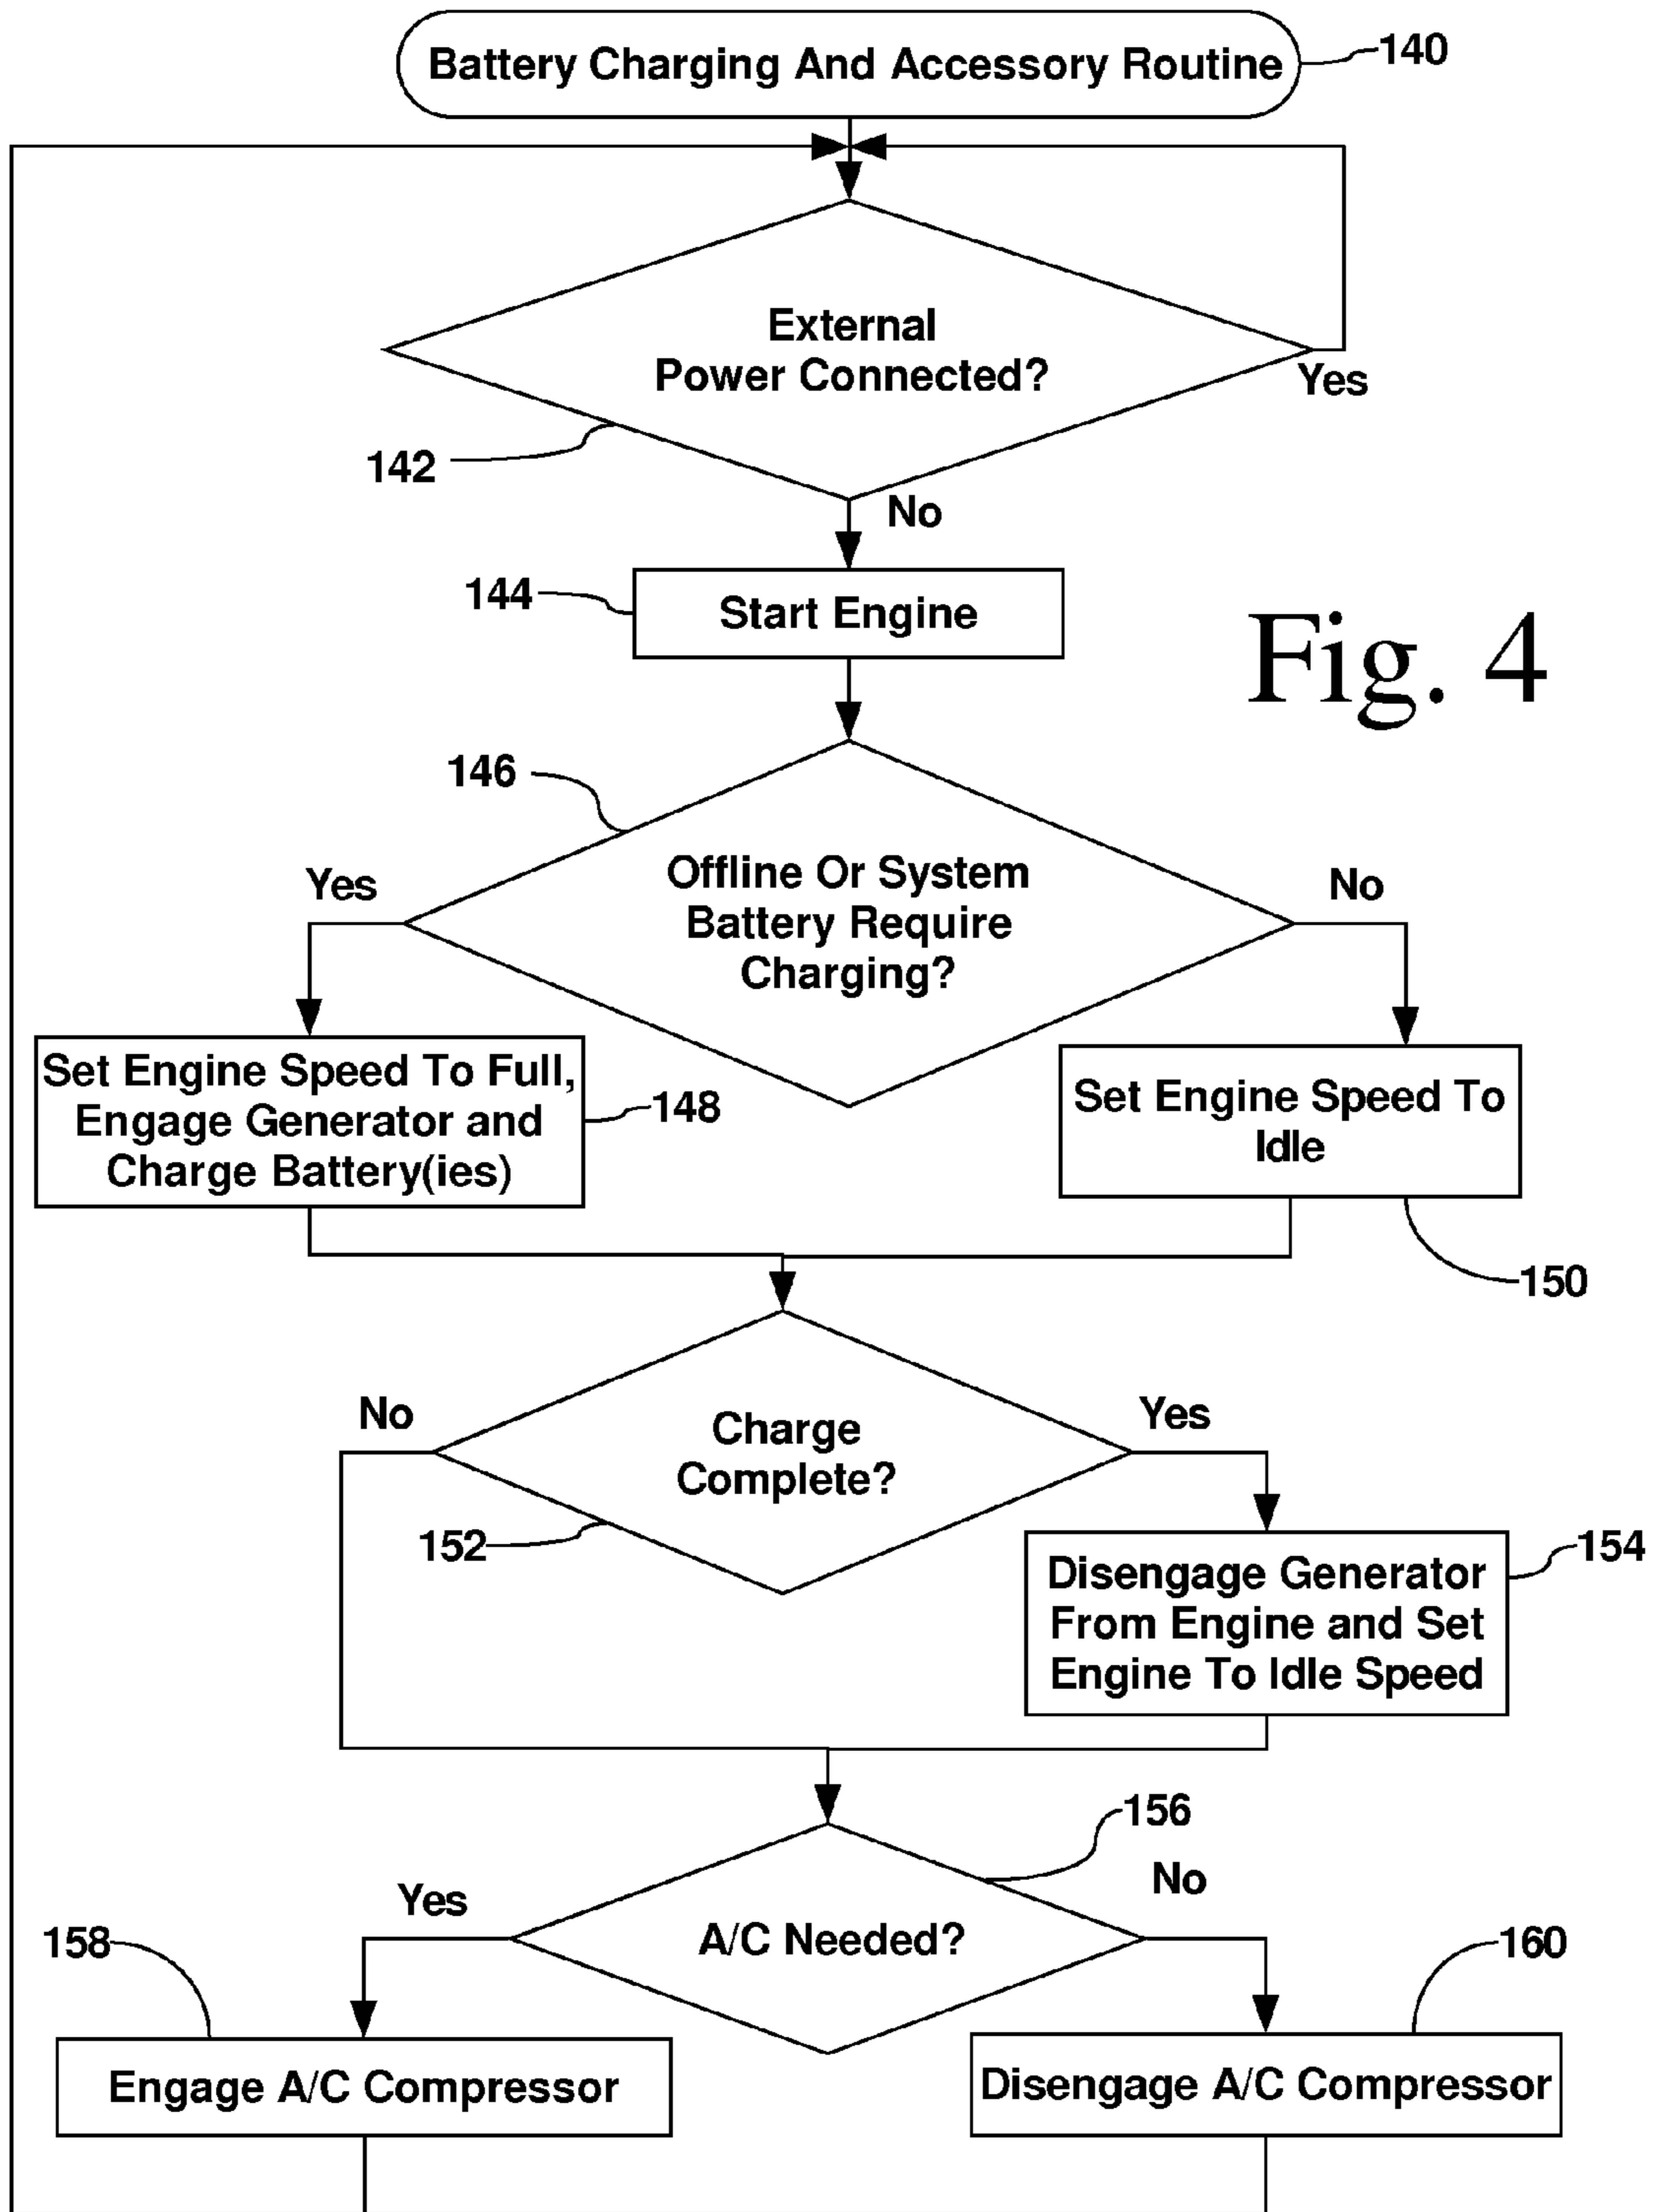 Battery Charging And Accessory Routine
140
External
Power Connected?
Yes
142
No
144
Start Engine
Fig. 4
146
Offline Or System
Battery Require
Charging?
Yes
No
Set Engine Speed To Full,
Engage Generator and
Charge Battery(ies)
148
Set Engine Speed To
Idle
150
No
Charge
Complete?
Yes
152
154
Disengage Generator
From Engine and Set
Engine To Idle Speed
156
Yes
No
A/C Needed?
158
160
Engage A/C Compressor
Disengage A/C Compressor